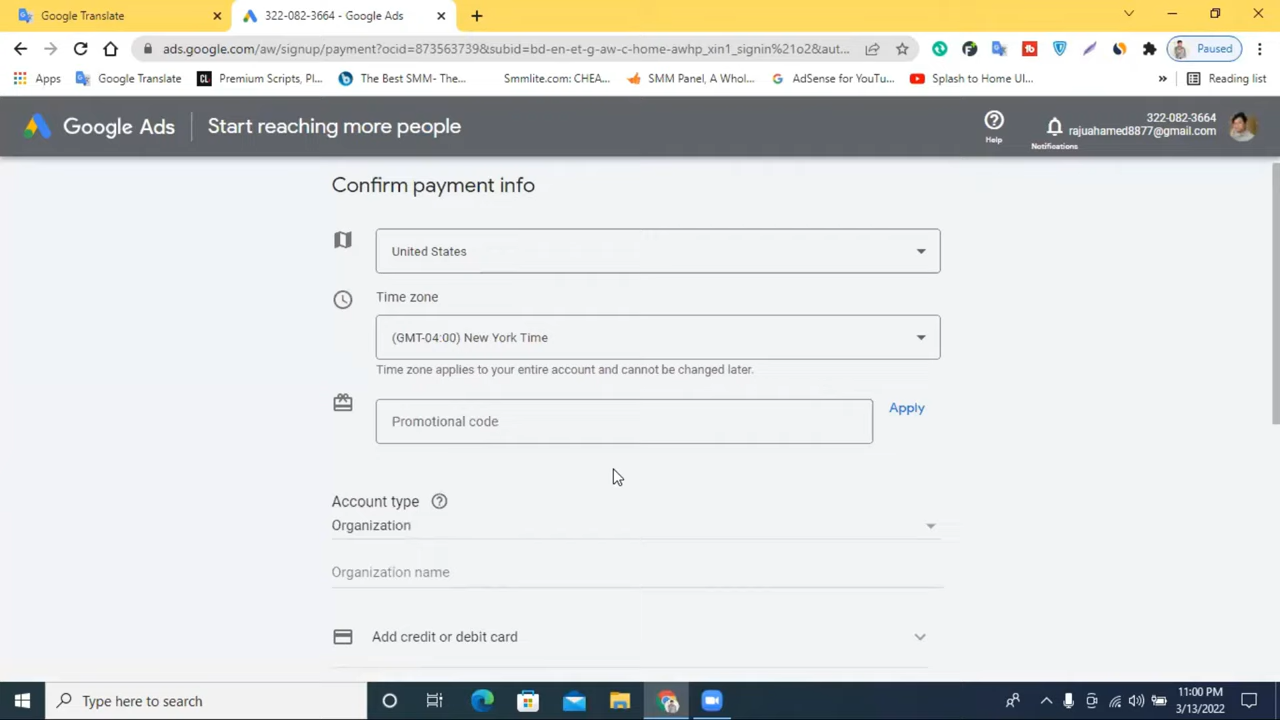 Google Translate
322-082-3664 - Google Ads
ads.google.com/aw/signup/payment?ocid=873563739&subid=bd-en-et-g-aw-c-home-awhp_xin1_signin%21o2&aut...
Paused
Apps
Google Translate
Premium Scripts, Pl...
The Best SMM- The...
Smmlite.com: CHEA...
SMM Panel, A Whol...
AdSense for YouTu...
Splash to Home UI...
»
Reading list
Google Ads
Start reaching more people
Help
Notifications
322-082-3664
rajuahamed8877@gmail.com
Confirm payment info
United States
Time zone
(GMT-04:00) New York Time
Time zone applies to your entire account and cannot be changed later.
Promotional code
Apply
Account type
Organization
Organization name
Add credit or debit card
Type here to search
11:00 PM
3/13/2022